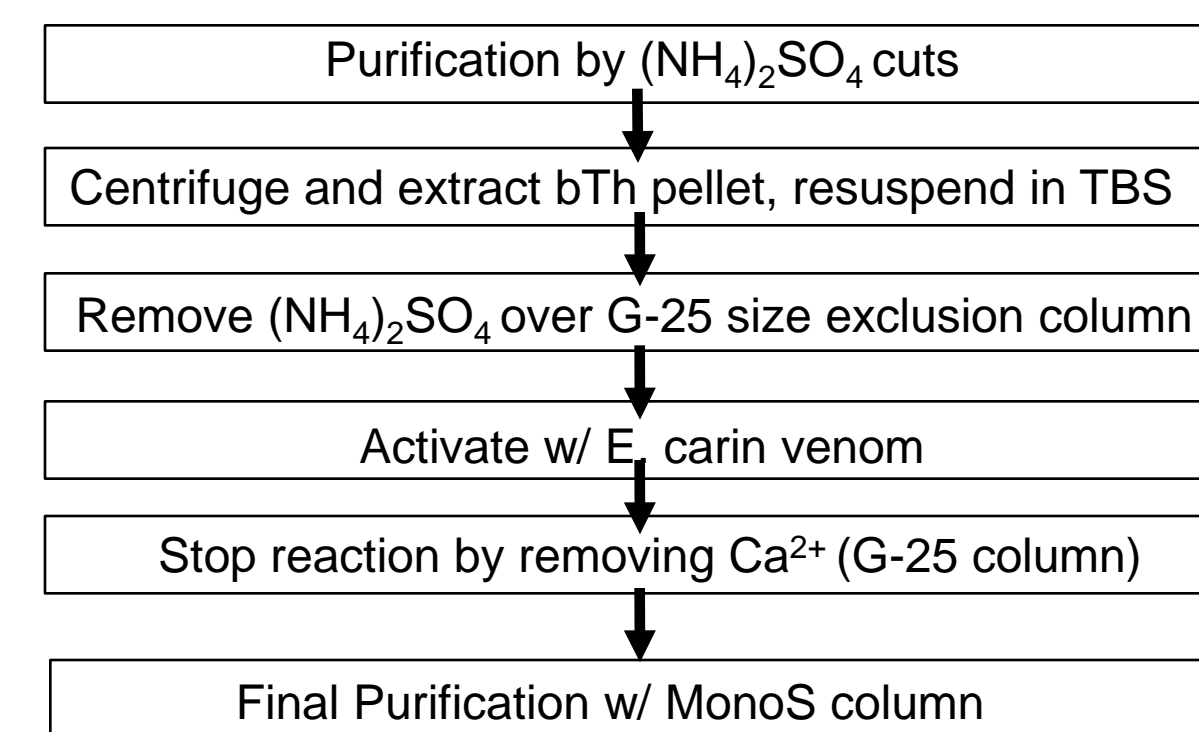 Purification by (NH₄)₂SO₄ cuts
Centrifuge and extract bTh pellet, resuspend in TBS
Remove (NH₄)₂SO₄ over G-25 size exclusion column
Activate w/ E. carin venom
Stop reaction by removing Ca²⁺ (G-25 column)
Final Purification w/ MonoS column